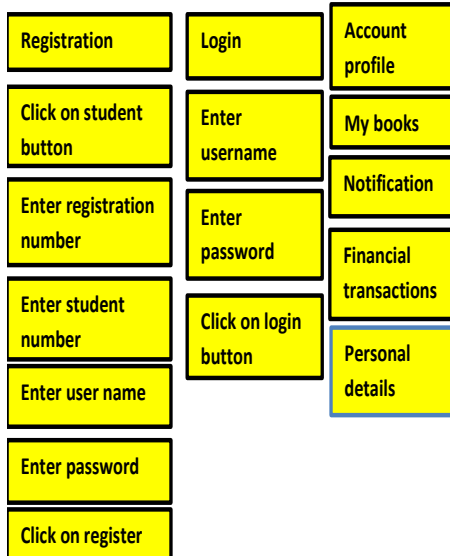 Registration
Click on student
button
Enter registration
number
Enter student
number
Enter user name
Enter password
Click on register
Login
Enter
username
Enter
password
Click on login
button
Account
profile
My books
Notification
Financial
transactions
Personal
details